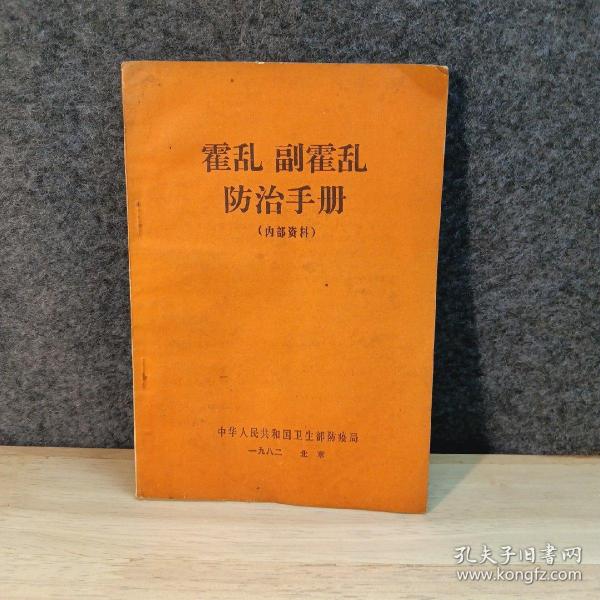 霍乱 副霍乱
防治手册
(内部资料)
中华人民共和国卫生部防疫局
一九八二 北京
孔夫子旧书网
www.kongfz.com